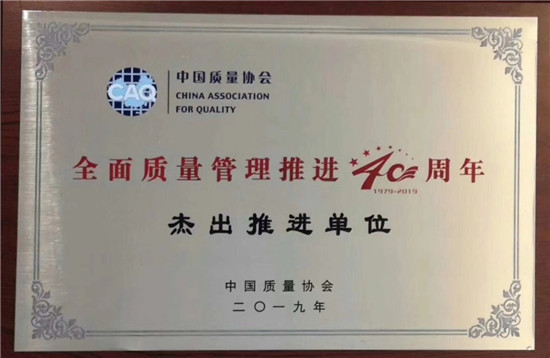 CAQ
中国质量协会
CHINA ASSOCIATION
FOR QUALITY
全面质量管理推进40周年
1979-2019
杰出推进单位
中国质量协会
二〇一九年